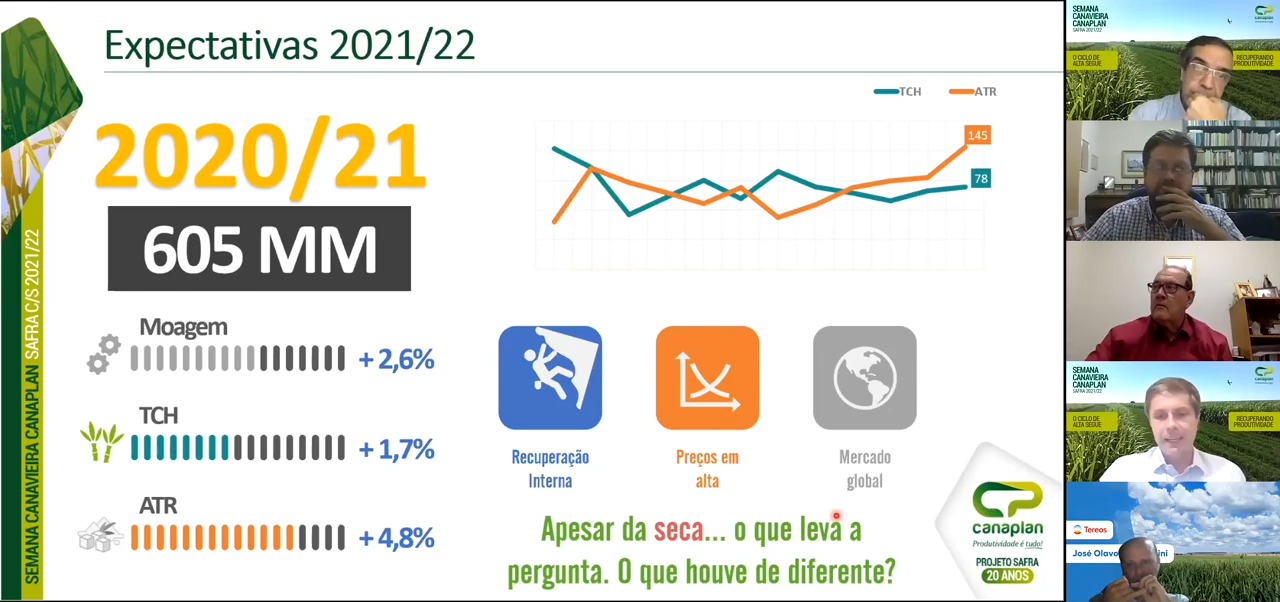 Expectativas 2021/22
TCH
ATR
2020/21
605 MM
145
78
Moagem
+ 2,6%
TCH
+ 1,7%
ATR
+ 4,8%
Recuperação
Interna
Preços em
alta
Mercado
global
Apesar da seca... o que leva a
pergunta. O que houve de diferente?
canaplan
Produtividade é tudo!
PROJETO SAFRA
20 ANOS
SEMANA CANAVIEIRA CANAPLAN SAFRA C/S 2021/22
SEMANA
CANAVIEIRA
CANAPLAN
SAFRA 2021/22
canaplan
O CICLO DE
ALTA SEGUE
RECUPERANDO
PRODUTIVIDADE
SEMANA
CANAVIEIRA
CANAPLAN
SAFRA 2021/22
canaplan
O CICLO DE
ALTA SEGUE
RECUPERANDO
PRODUTIVIDADE
Tereos
José Olavo
ini